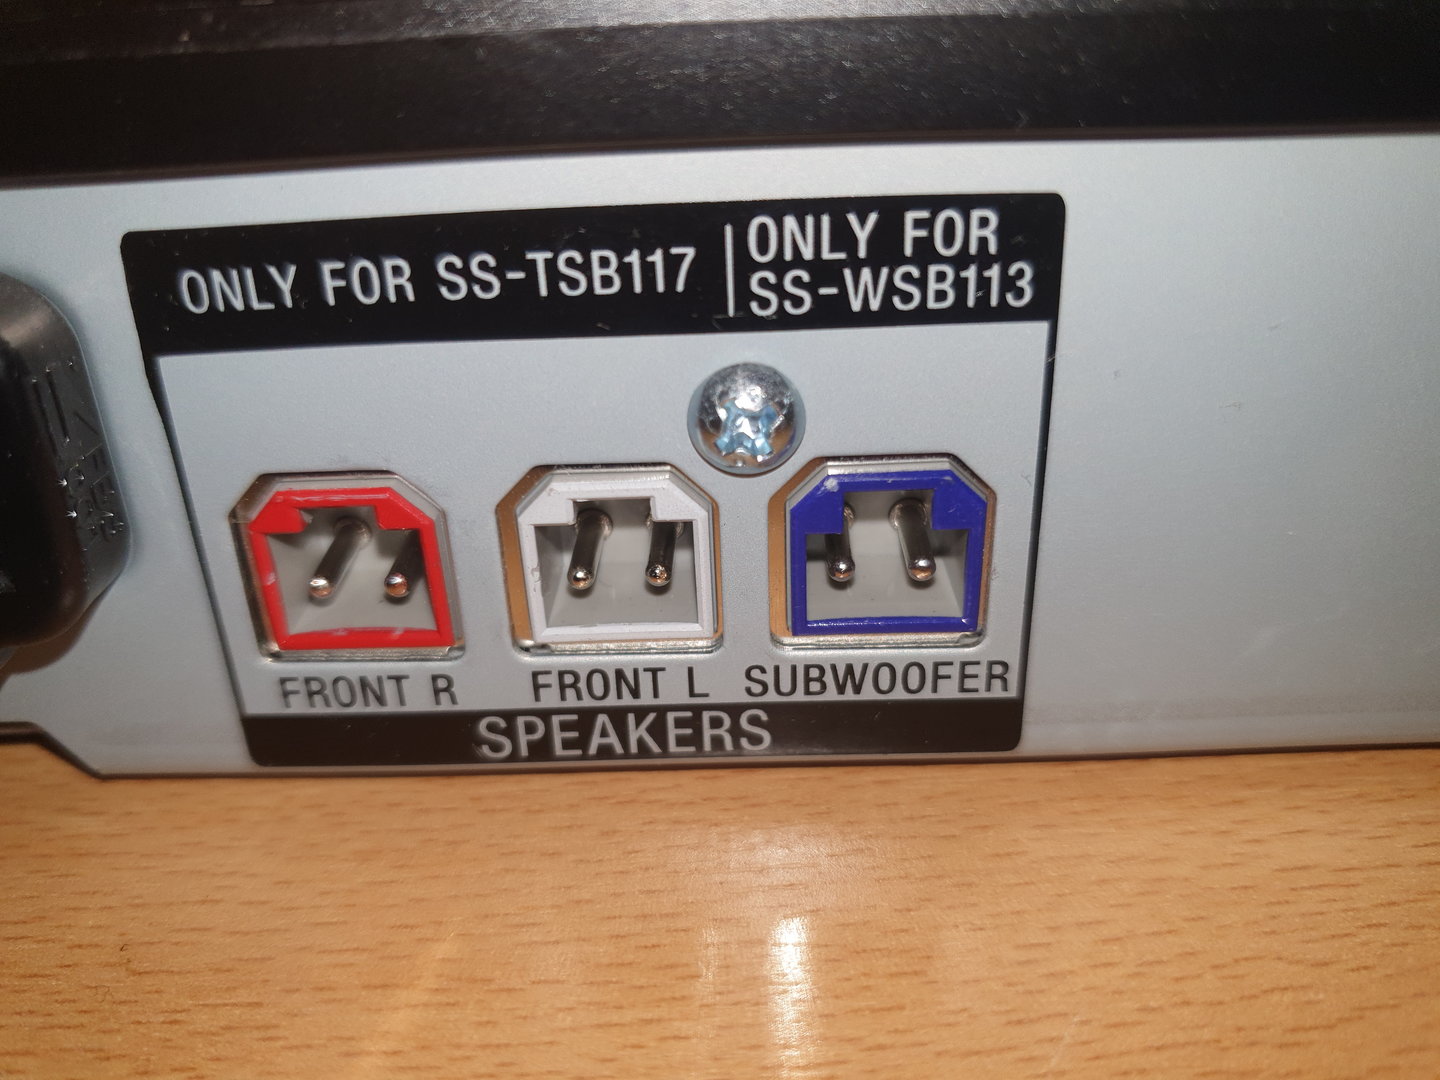 ONLY FOR SS-TSB117
ONLY FOR
SS-WSB113
FRONT R
FRONT L
SUBWOOFER
SPEAKERS